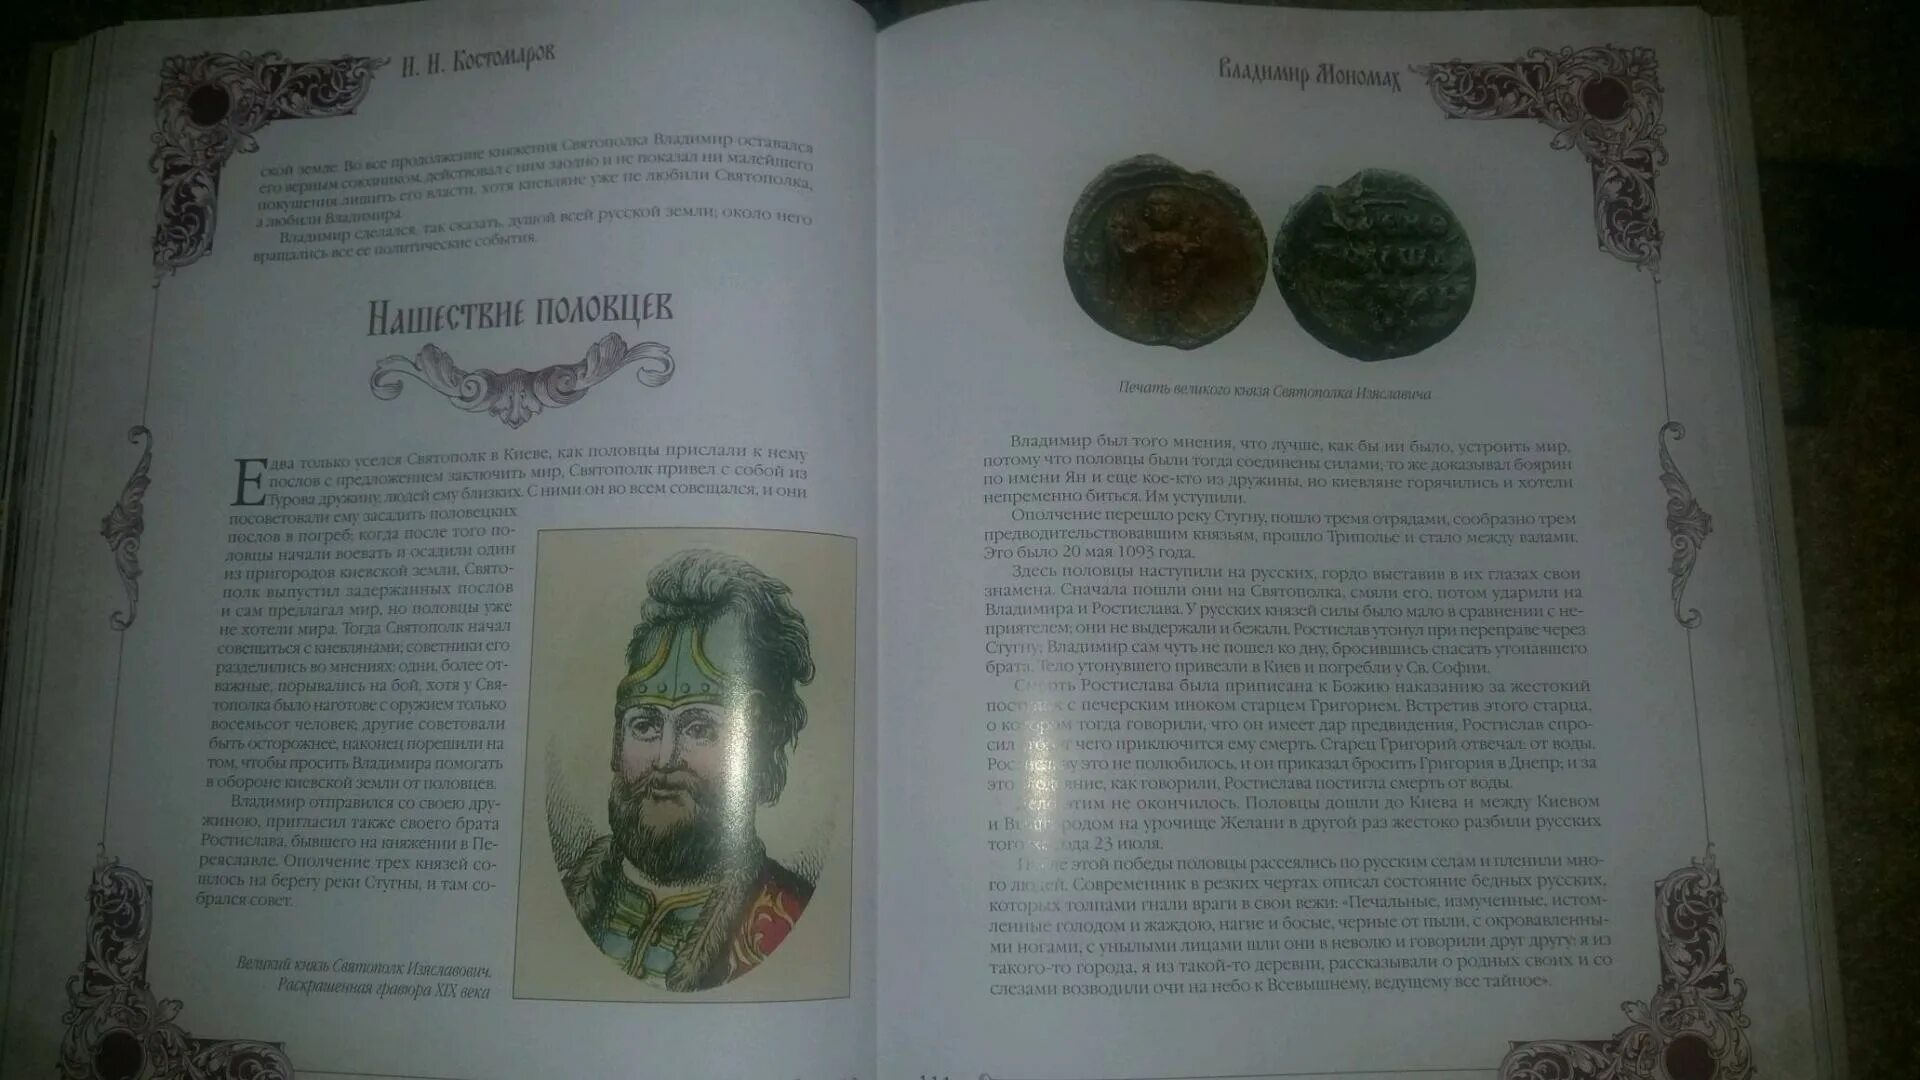 Н. И. Костомаров
ской земле. Во все продолжение княжения Святополка Владимир оставался
его верным союзником, действовал с ним заодно и не показал ни малейшего
покушения лишить его власти, хотя киевляне уже не любили Святополка,
а любили Владимира.
Владимир сделался, так сказать, душой всей русской земли; около него
вращались все ее политические события.
Нашествие половцев
Едва только уселся Святополк в Киеве, как половцы прислали к нему
послов с предложением заключить мир, Святополк привел с собой из
Турова дружину, людей ему близких. С ними он во всем совещался, и они
посоветовали ему засадить половецких
послов в погреб; когда после того по-
ловцы начали воевать и осадили один
из пригородов киевской земли, Свято-
полк выпустил задержанных послов
и сам предлагал мир, но половцы уже
не хотели мира. Тогда Святополк начал
совещаться с киевлянами; советники его
разделились во мнениях: одни, более от-
важные, порывались на бой, хотя у Свя-
тополка было наготове с оружием только
восемьсот человек; другие советовали
быть осторожнее, наконец порешили на
том, чтобы просить Владимира помогать
в обороне киевской земли от половцев.
Владимир отправился со своею дру-
жиною, пригласил также своего брата
Ростислава, бывшего на княжении в Пе-
реяславле. Ополчение трех князей со-
шлось на берегу реки Стугны, и там со-
брался совет.
Великий князь Святополк Изяславович.
Раскрашенная гравюра XIX века
Владимир Мономах
Печать великого князя Святополка Изяславича
Владимир был того мнения, что лучше, как бы ни было, устроить мир,
потому что половцы были тогда соединены силами; то же доказывал боярин
по имени Ян и еще кое-кто из дружины, но киевляне горячились и хотели
непременно биться. Им уступили.
Ополчение перешло реку Стугну, пошло тремя отрядами, сообразно трем
предводительствовавшим князьям, прошло Триполье и стало между валами.
Это было 20 мая 1093 года.
Здесь половцы наступили на русских, гордо выставив в их глазах свои
знамена. Сначала пошли они на Святополка, смяли его, потом ударили на
Владимира и Ростислава. У русских князей силы было мало в сравнении с не-
приятелем; они не выдержали и бежали. Ростислав утонул при переправе через
Стугну; Владимир сам чуть не пошел ко дну, бросившись спасать утопавшего
брата. Тело утонувшего привезли в Киев и погребли у Св. Софии.
Смерть Ростислава была приписана к Божию наказанию за жестокий
поступок с печерским иноком старцем Григорием. Встретив этого старца,
о котором тогда говорили, что он имеет дар предвидения, Ростислав спро-
сил его: от чего приключится ему смерть. Старец Григорий отвечал: от воды.
Ростиславу это не полюбилось, и он приказал бросить Григория в Днепр; и за
это злодеяние, как говорили, Ростислава постигла смерть от воды.
Дело этим не окончилось. Половцы дошли до Киева и между Киевом
и Вышгородом на урочище Желани в другой раз жестоко разбили русских
того же года 23 июля.
После этой победы половцы рассеялись по русским селам и пленили мно-
го людей. Современник в резких чертах описал состояние бедных русских,
которых толпами гнали враги в свои вежи: «Печальные, измученные, истом-
ленные голодом и жаждою, нагие и босые, черные от пыли, с окровавленны-
ми ногами, с унылыми лицами шли они в неволю и говорили друг другу: я из
такого-то города, я из такой-то деревни, рассказывали о родных своих и со
слезами возводили очи на небо к Всевышнему, ведущему все тайное».